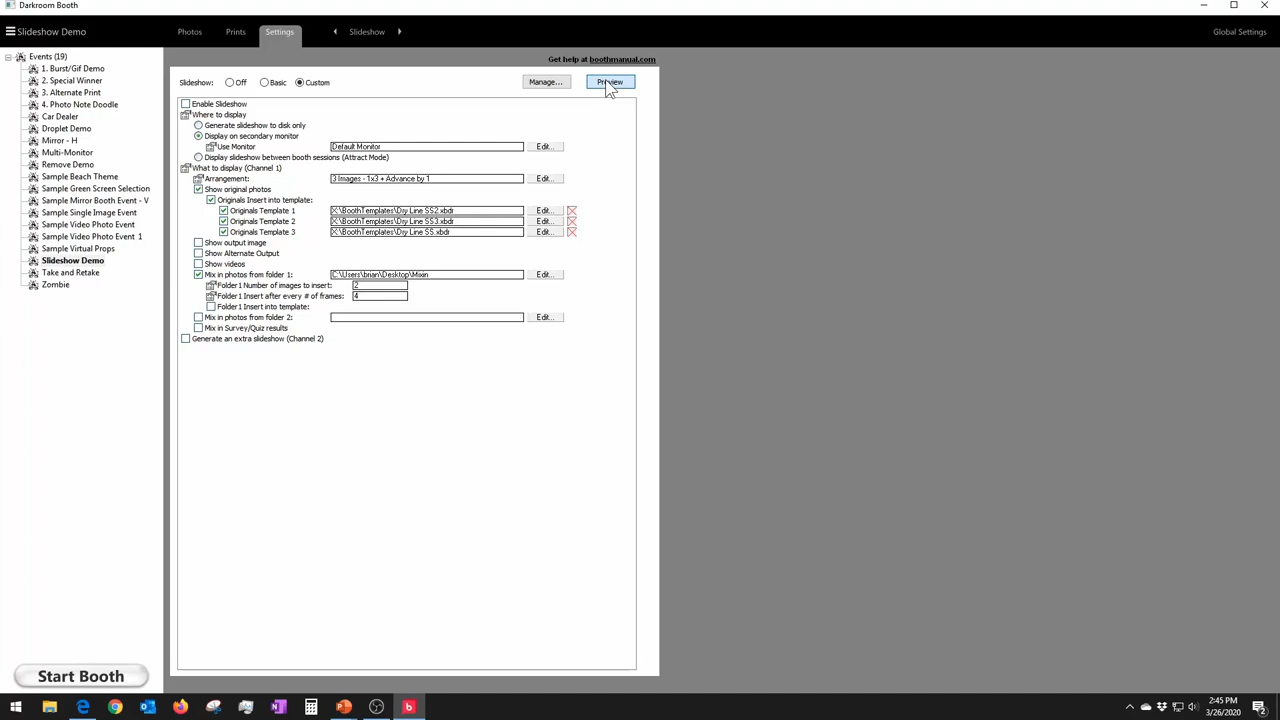 Darkroom Booth
Slideshow Demo
Photos
Prints
Settings
Slideshow
Global Settings
Events (19)
1. Burst/Gif Demo
2. Special Winner
3. Alternate Print
4. Photo Note Doodle
Car Dealer
Droplet Demo
Mirror - H
Multi-Monitor
Remove Demo
Sample Beach Theme
Sample Green Screen Selection
Sample Mirror Booth Event - V
Sample Single Image Event
Sample Video Photo Event
Sample Video Photo Event 1
Sample Virtual Props
Slideshow Demo
Take and Retake
Zombie
Start Booth
Get help at boothmanual.com
Slideshow: Off Basic Custom Manage... Preview
Enable Slideshow
Where to display
Generate slideshow to disk only
Display on secondary monitor
Use Monitor Default Monitor Edit...
Display slideshow between booth sessions (Attract Mode)
What to display (Channel 1)
Arrangement: 3 Images - 1x3 + Advance by 1 Edit...
Show original photos
Originals Insert into template:
Originals Template 1 X:\BoothTemplates\Dry Line SS2.xbdr Edit...
Originals Template 2 X:\BoothTemplates\Dry Line SS3.xbdr Edit...
Originals Template 3 X:\BoothTemplates\Dry Line SS.xbdr Edit...
Show output image
Show Alternate Output
Show videos
Mix in photos from folder 1: C:\Users\brian\Desktop\Mixin Edit...
Folder1 Number of images to insert: 2
Folder1 Insert after every # of frames: 4
Folder1 Insert into template:
Mix in photos from folder 2: Edit...
Mix in Survey/Quiz results
Generate an extra slideshow (Channel 2)
2:45 PM
3/26/2020
2